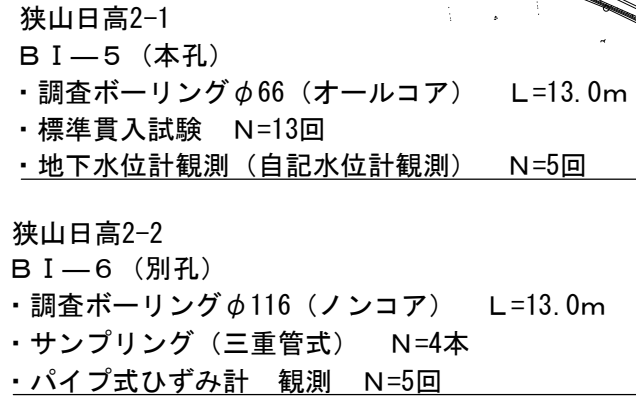 狭山日高2-1
ＢＩ―５（本孔）
・調査ボーリングφ66（オールコア）　Ｌ=13.0ｍ
・標準貫入試験　Ｎ=13回
・地下水位計観測（自記水位計観測）　Ｎ=5回
狭山日高2-2
ＢＩ―６（別孔）
・調査ボーリングφ116（ノンコア）　Ｌ=13.0ｍ
・サンプリング（三重管式）　Ｎ=4本
・パイプ式ひずみ計　観測　Ｎ=5回